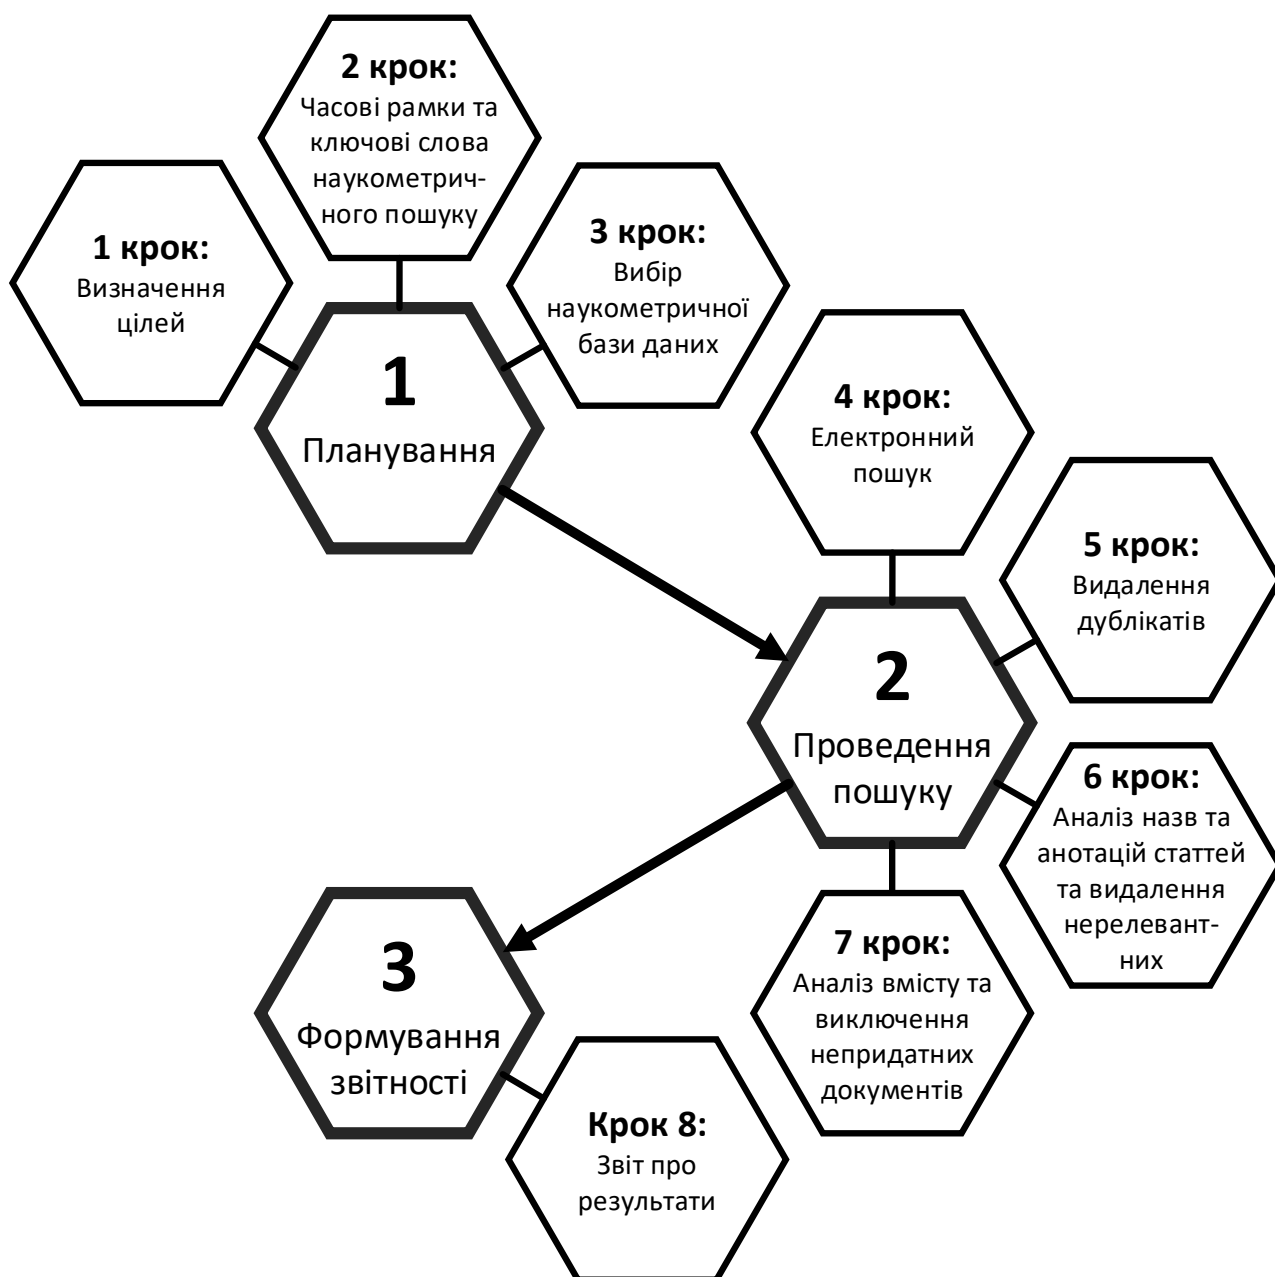 1 крок:
Визначення
цілей
2 крок:
Часові рамки та
ключові слова
наукометрич-
ного пошуку
3 крок:
Вибір
наукометричної
бази даних
1
Планування
4 крок:
Електронний
пошук
5 крок:
Видалення
дублікатів
2
Проведення
пошуку
6 крок:
Аналіз назв та
анотацій статтей
та видалення
нерелевант-
них
7 крок:
Аналіз вмісту та
виключення
непридатних
документів
3
Формування
звітності
Крок 8:
Звіт про
результати